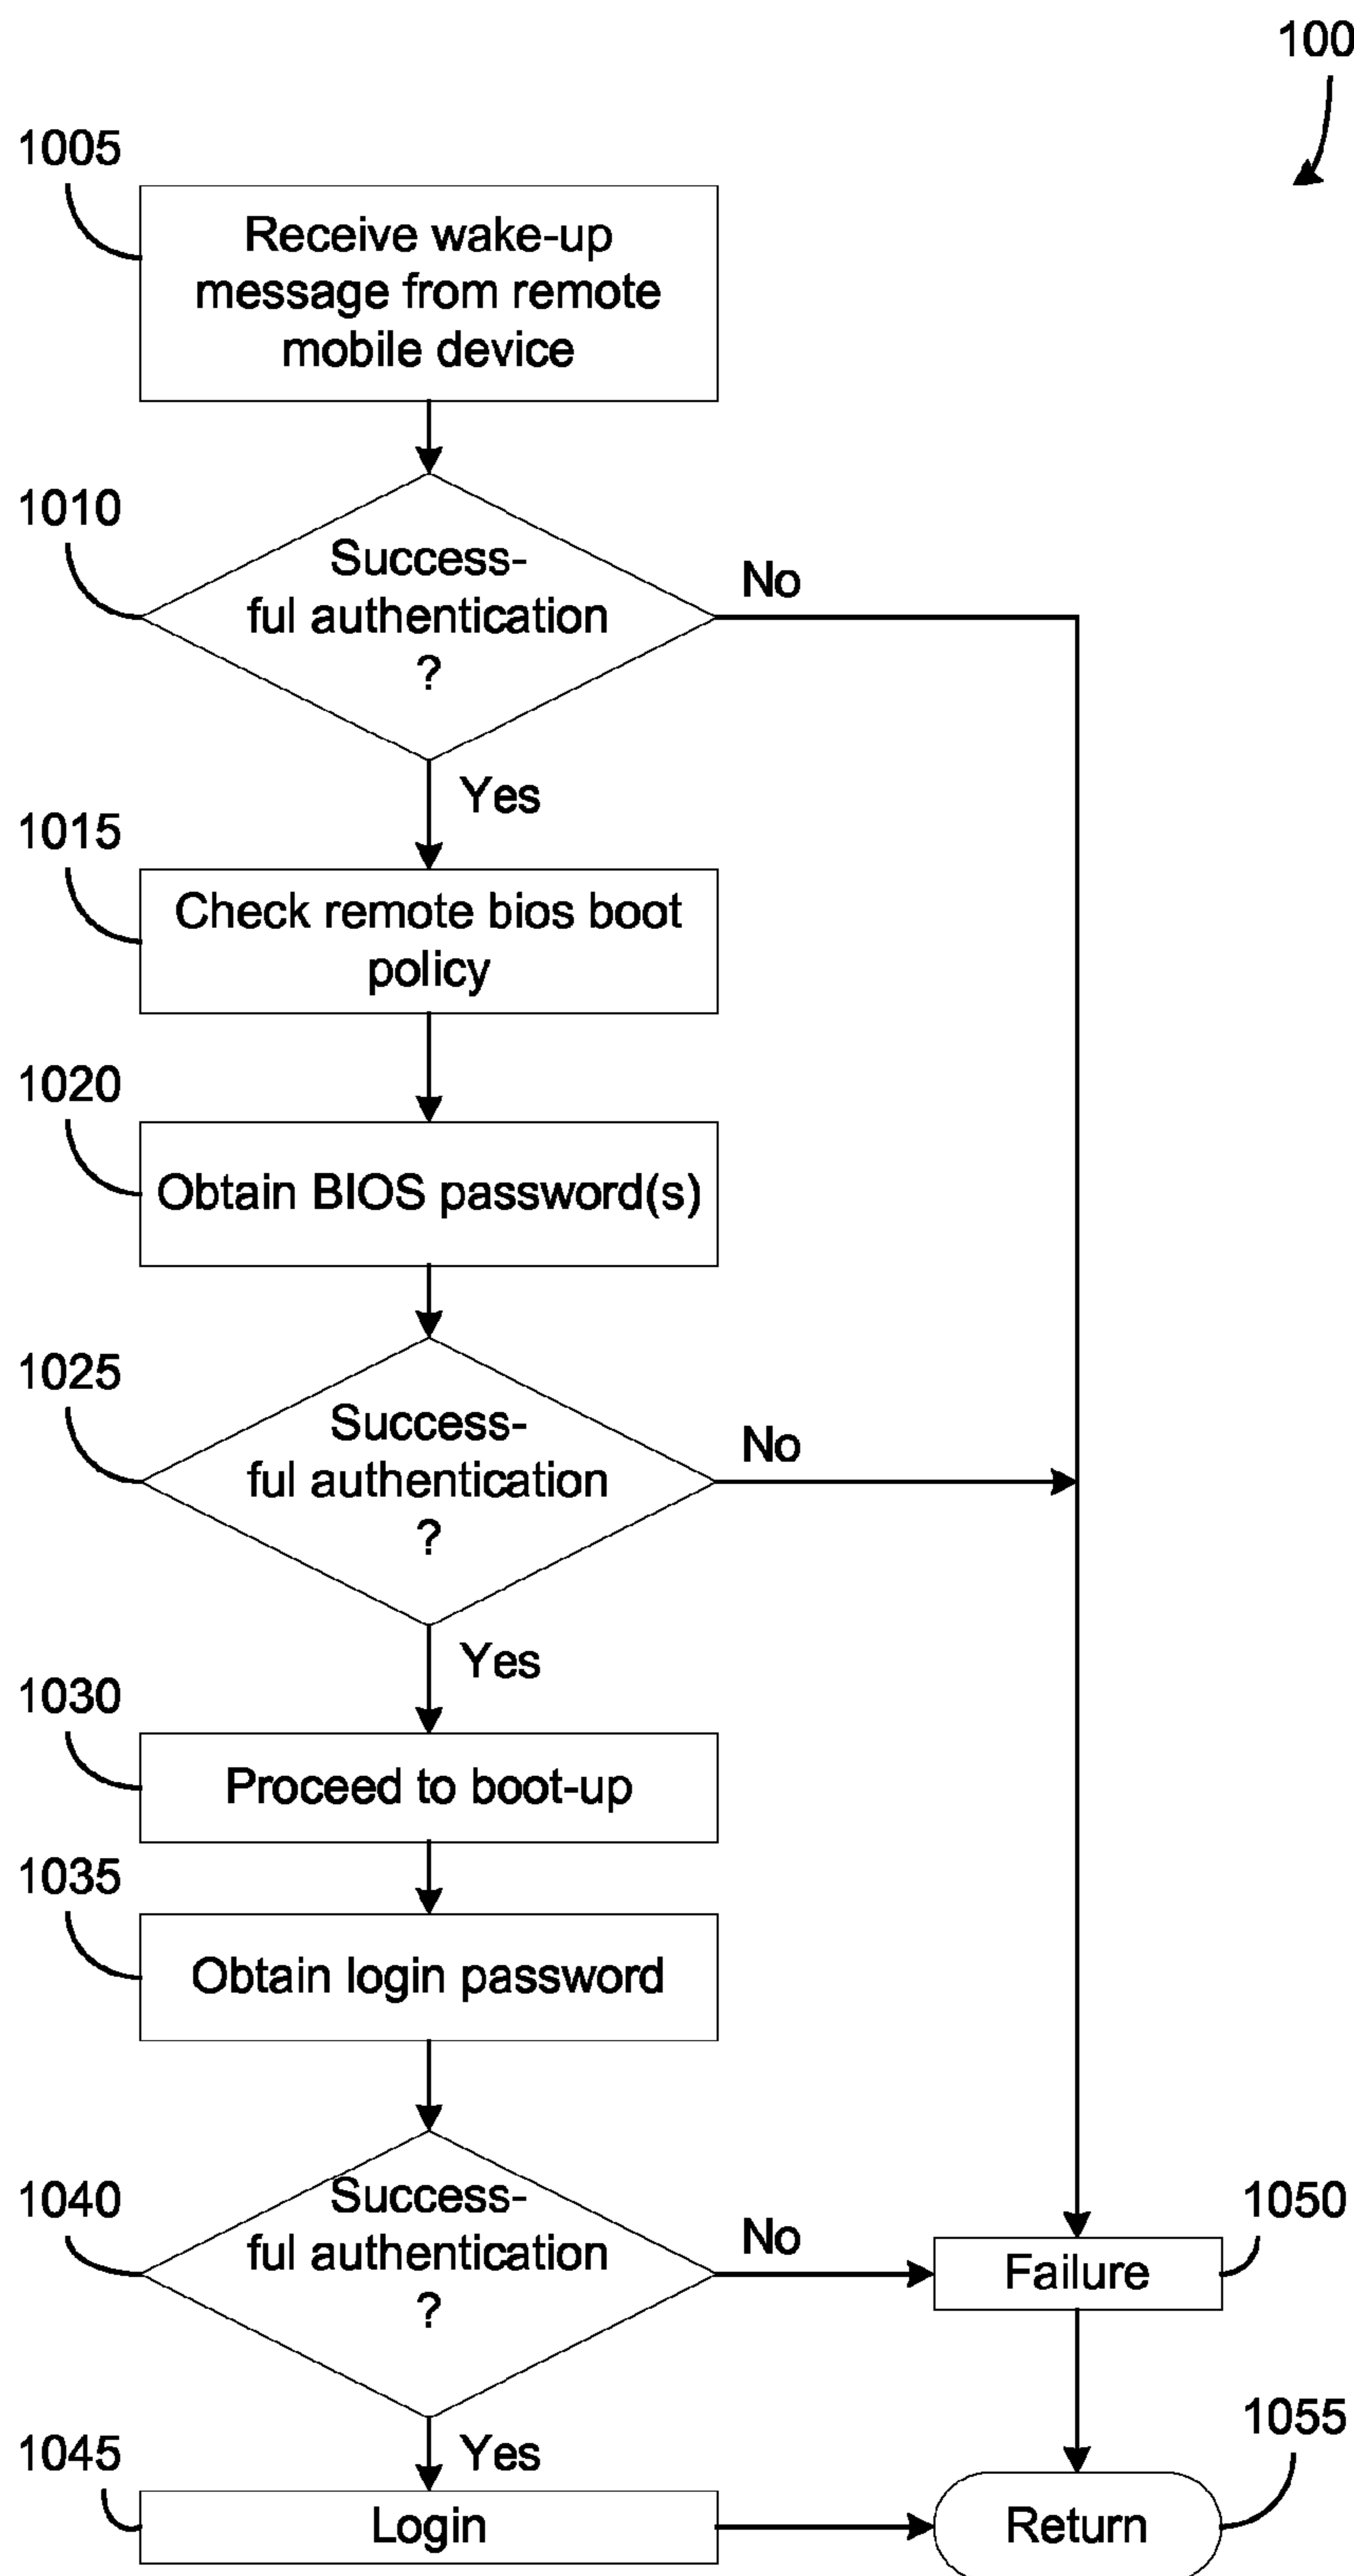 100
1005
Receive wake-up
message from remote
mobile device
1010
Success-
ful authentication
?
No
Yes
1015
Check remote bios boot
policy
1020
Obtain BIOS password(s)
1025
Success-
ful authentication
?
No
Yes
1030
Proceed to boot-up
1035
Obtain login password
1040
Success-
ful authentication
?
No
1050
Failure
Yes
1045
Login
1055
Return